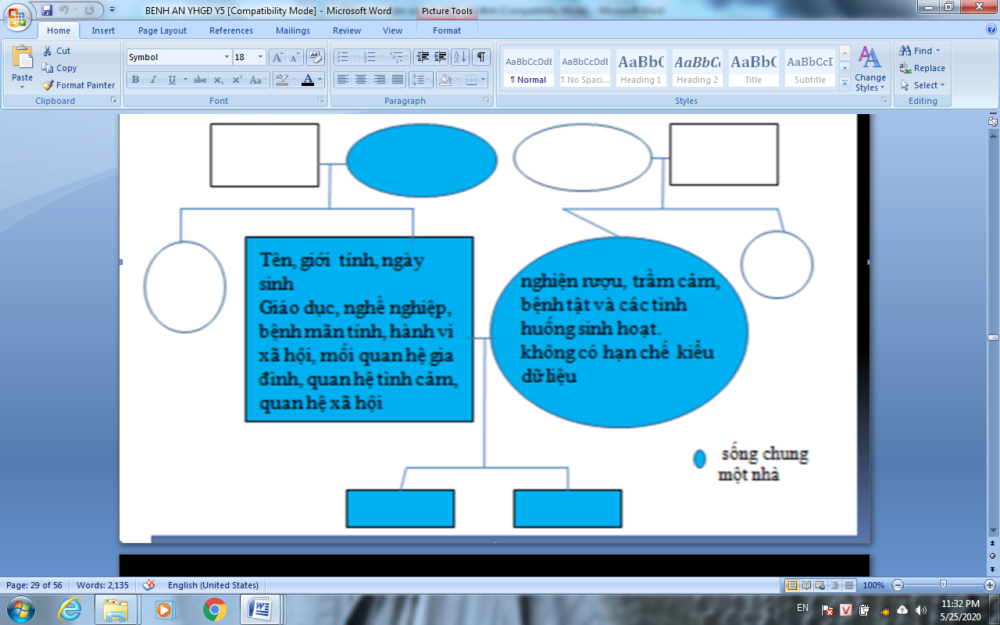 BENH AN YHGĐ Y5 [Compatibility Mode] - Microsoft Word
Picture Tools
Home Insert Page Layout References Mailings Review View Format
Paste
Cut
Copy
Format Painter
Clipboard
Symbol
18
Font
Paragraph
AaBbCcDdE
¶ Normal
AaBbCcDdE
¶ No Spaci...
AaBbC
Heading 1
AaBbCc
Heading 2
AaBbC
Title
AaBbCcI
Subtitle
Change
Styles
Styles
Find
Replace
Select
Editing
Tên, giới tính, ngày
sinh
Giáo dục, nghề nghiệp,
bệnh mãn tính, hành vi
xã hội, mối quan hệ gia
đình, quan hệ tình cảm,
quan hệ xã hội
nghiện rượu, trầm cảm,
bệnh tật và các tình
huống sinh hoạt.
không có hạn chế kiểu
dữ liệu
sống chung
một nhà
Page: 29 of 56
Words: 2,135
English (United States)
100%
EN
11:32 PM
5/25/2020